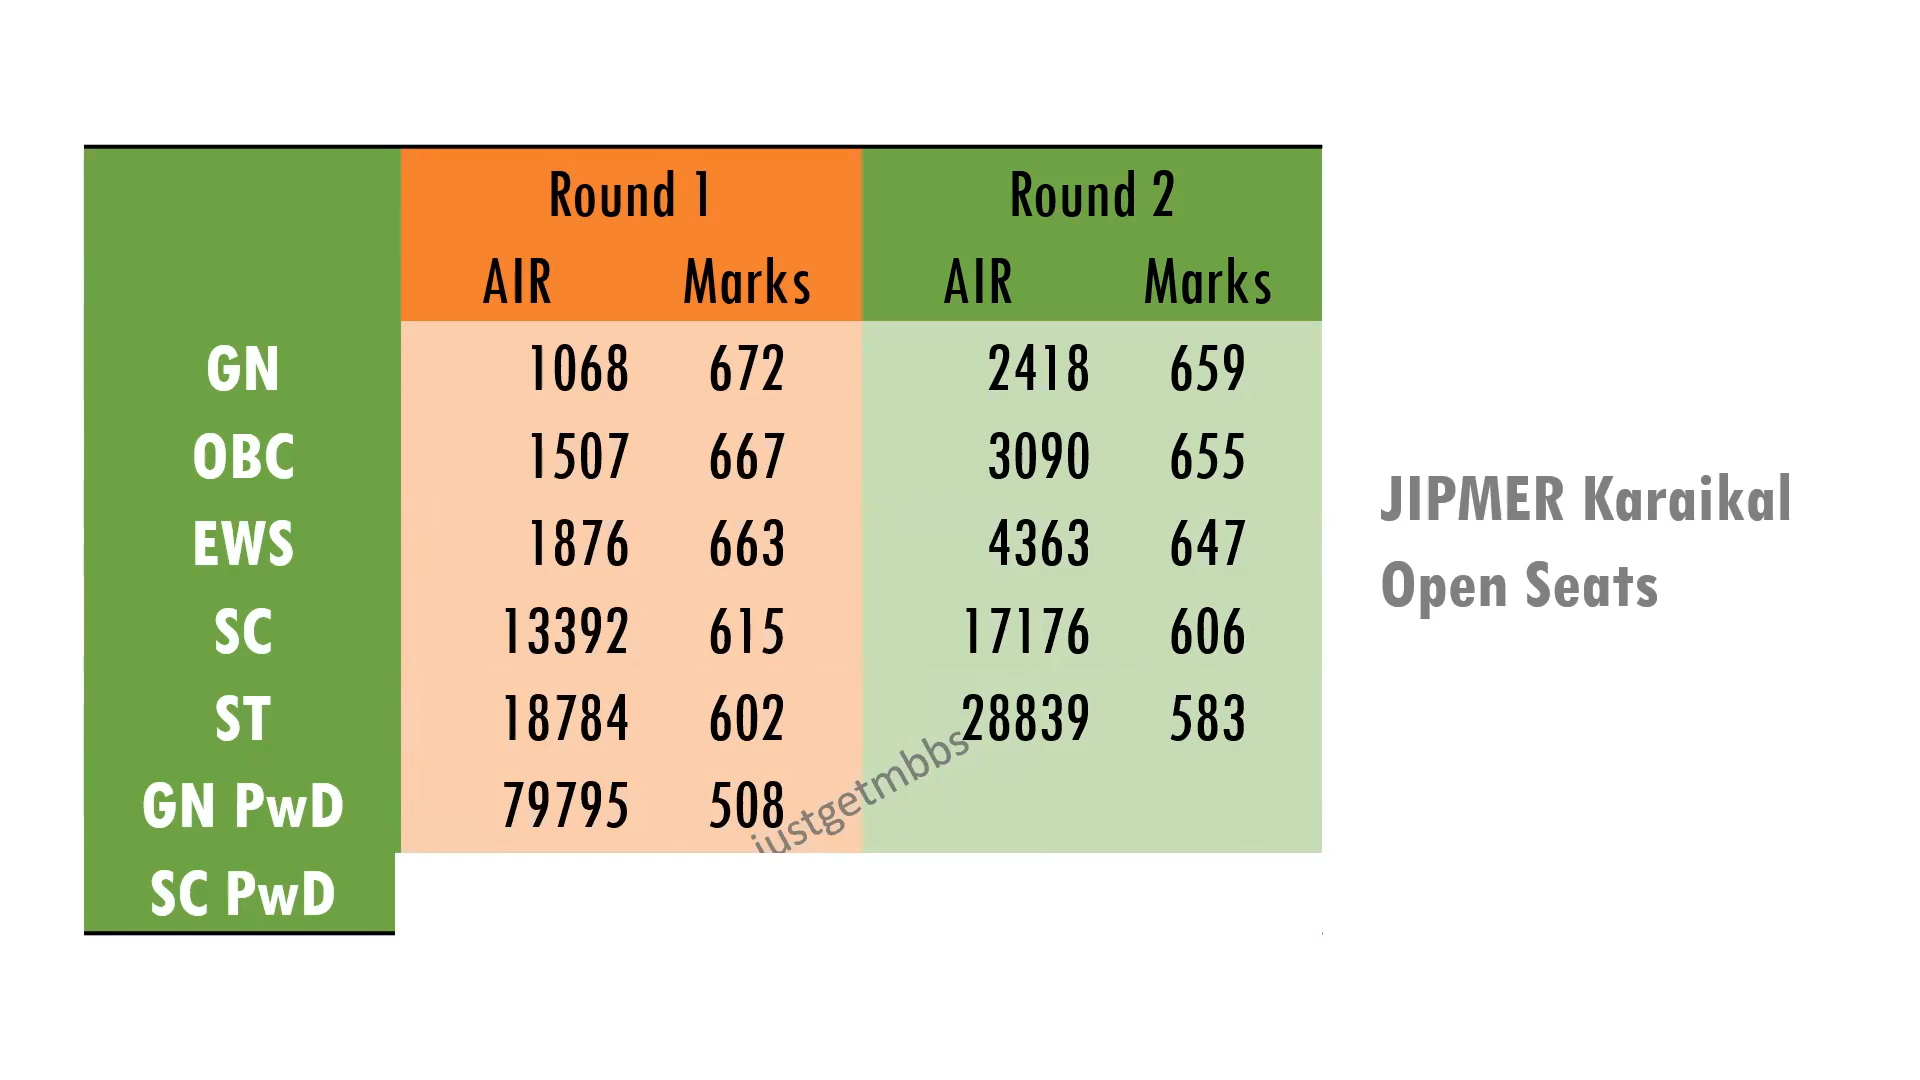 Round 1 Round 2
AIR Marks AIR Marks
GN 1068 672 2418 659
OBC 1507 667 3090 655
EWS 1876 663 4363 647
SC 13392 615 17176 606
ST 18784 602 28839 583
GN PwD 79795 508
SC PwD
justgetmbbs
JIPMER Karaikal
Open Seats